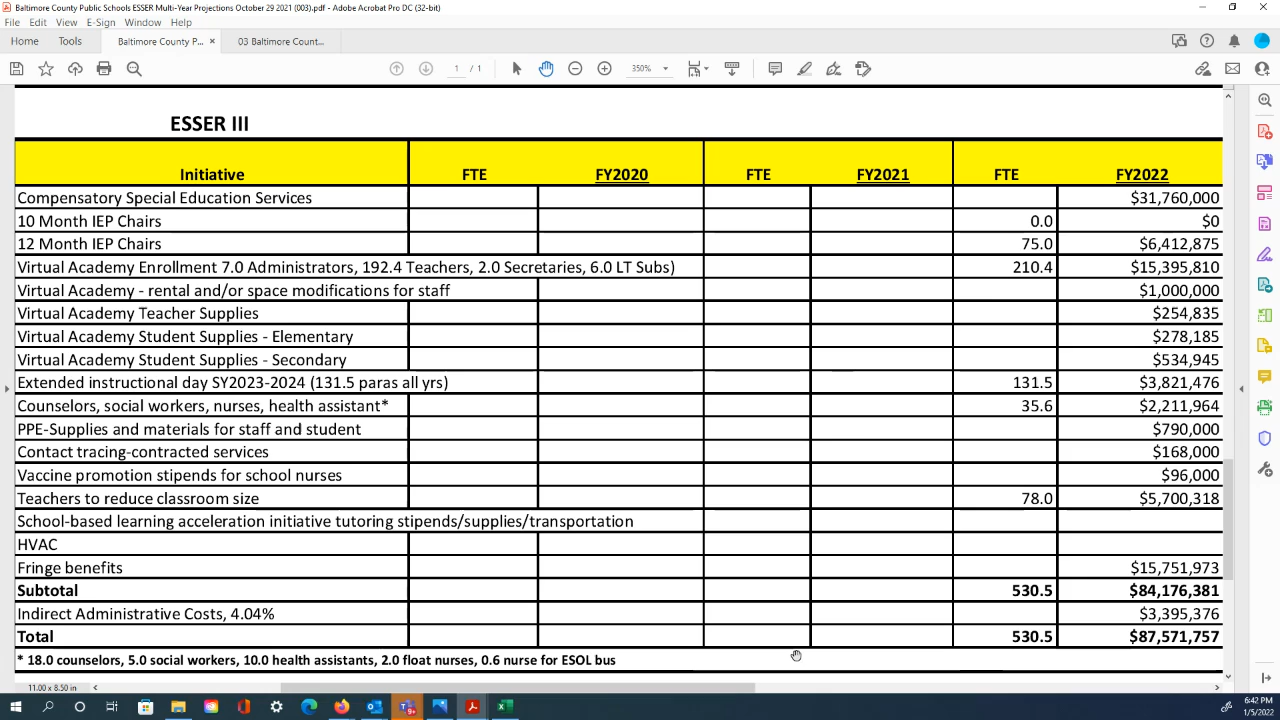 Baltimore County Public Schools ESSER Multi-Year Projections October 29 2021 (003).pdf - Adobe Acrobat Pro DC (32-bit)
File Edit View E-Sign Window Help
Home Tools Baltimore County P... × 03 Baltimore Count...
1 / 1 350%
ESSER III
Initiative FTE FY2020 FTE FY2021 FTE FY2022
Compensatory Special Education Services $31,760,000
10 Month IEP Chairs 0.0 $0
12 Month IEP Chairs 75.0 $6,412,875
Virtual Academy Enrollment 7.0 Administrators, 192.4 Teachers, 2.0 Secretaries, 6.0 LT Subs) 210.4 $15,395,810
Virtual Academy - rental and/or space modifications for staff $1,000,000
Virtual Academy Teacher Supplies $254,835
Virtual Academy Student Supplies - Elementary $278,185
Virtual Academy Student Supplies - Secondary $534,945
Extended instructional day SY2023-2024 (131.5 paras all yrs) 131.5 $3,821,476
Counselors, social workers, nurses, health assistant* 35.6 $2,211,964
PPE-Supplies and materials for staff and student $790,000
Contact tracing-contracted services $168,000
Vaccine promotion stipends for school nurses $96,000
Teachers to reduce classroom size 78.0 $5,700,318
School-based learning acceleration initiative tutoring stipends/supplies/transportation
HVAC
Fringe benefits $15,751,973
Subtotal 530.5 $84,176,381
Indirect Administrative Costs, 4.04% $3,395,376
Total 530.5 $87,571,757
* 18.0 counselors, 5.0 social workers, 10.0 health assistants, 2.0 float nurses, 0.6 nurse for ESOL bus
11.00 x 8.50 in
6:42 PM
1/5/2022